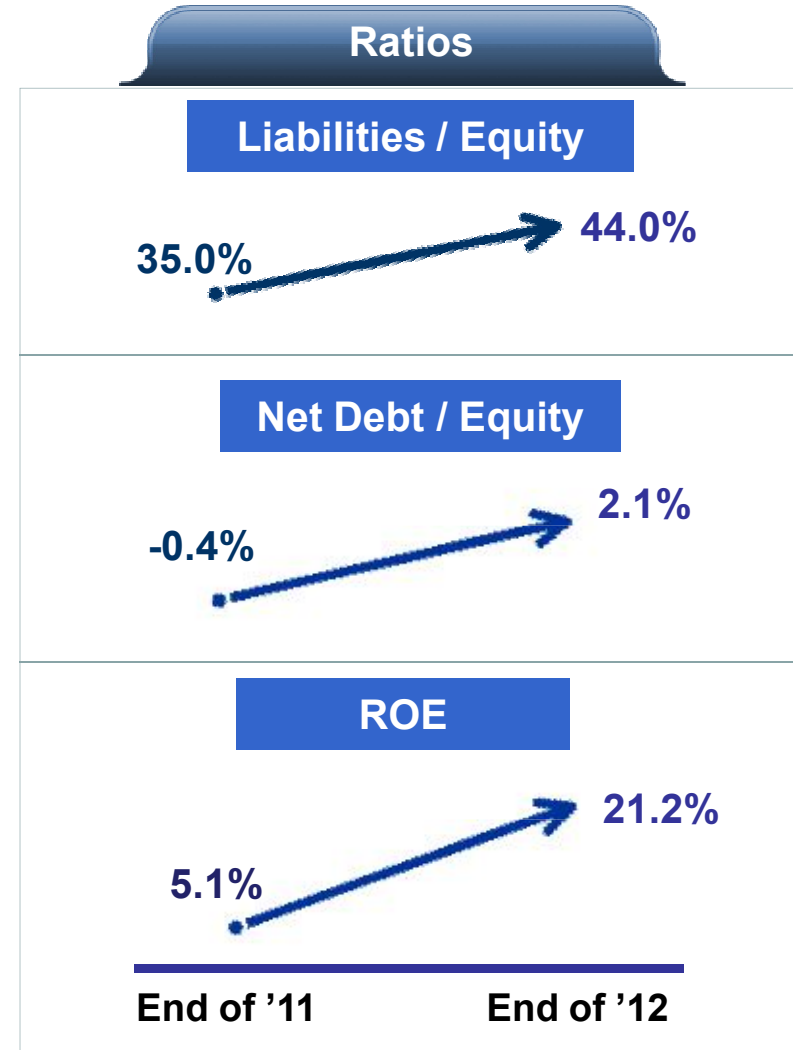 Ratios
Liabilities / Equity
35.0%
44.0%
Net Debt / Equity
-0.4%
2.1%
ROE
5.1%
21.2%
End of ’11
End of ’12